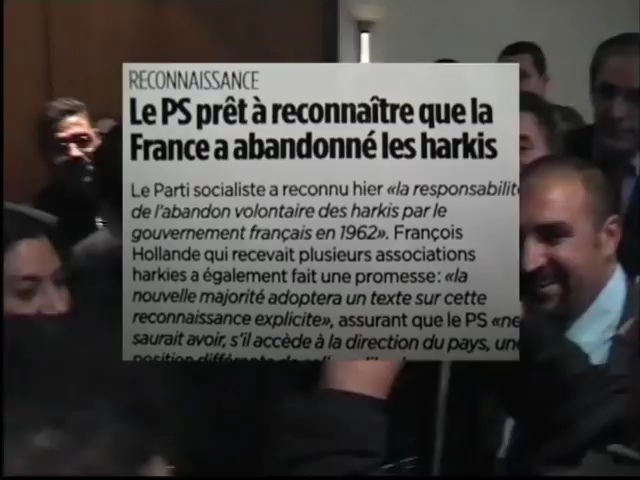 RECONNAISSANCE
Le PS prêt à reconnaître que la
France a abandonné les harkis
Le Parti socialiste a reconnu hier «la responsabilité
de l'abandon volontaire des harkis par le
gouvernement français en 1962». François
Hollande qui recevait plusieurs associations
harkies a également fait une promesse: «la
nouvelle majorité adoptera un texte sur cette
reconnaissance explicite», assurant que le PS «ne
saurait avoir, s'il accède à la direction du pays, une
position différente de